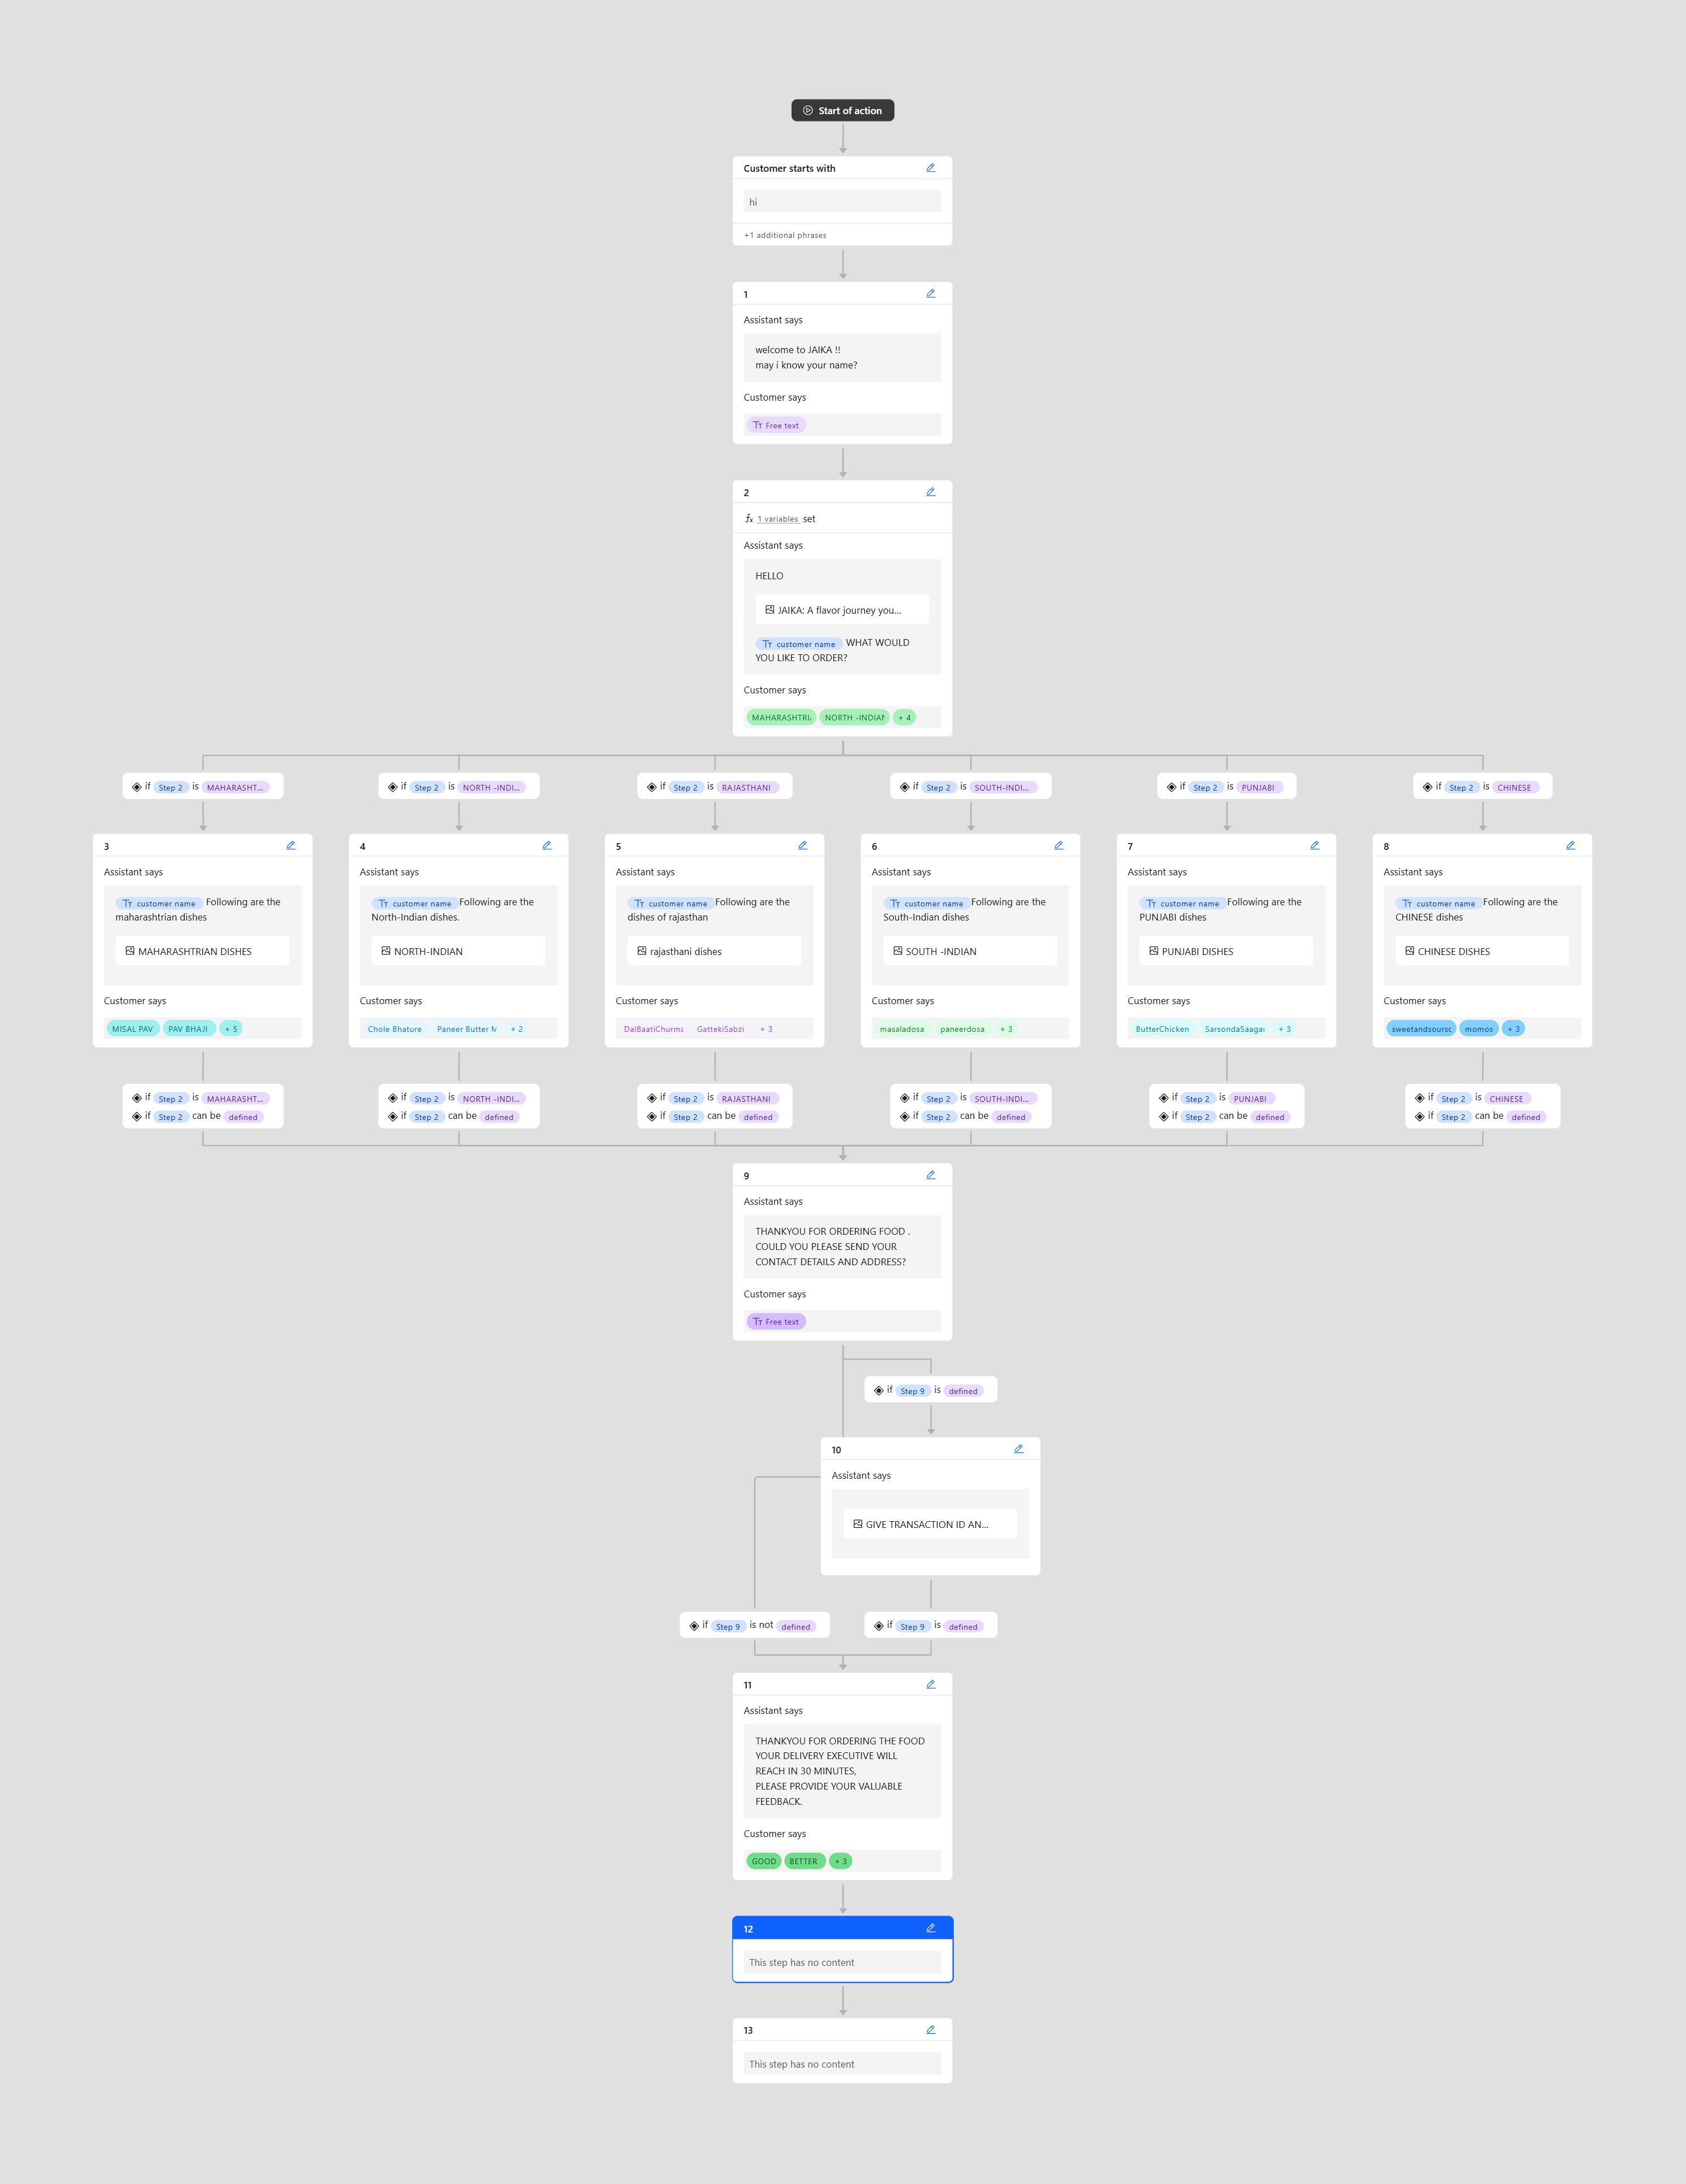 Start of action
Customer starts with
hi
+1 additional phrases
1
Assistant says
welcome to JAIKA !!
may i know your name?
Customer says
Free text
2
1 variables set
Assistant says
HELLO
JAIKA: A flavor journey you...
customer name WHAT WOULD
YOU LIKE TO ORDER?
Customer says
MAHARASHTRI NORTH -INDIAN + 4
if Step 2 is MAHARASHT...
if Step 2 is NORTH -INDI...
if Step 2 is RAJASTHANI
if Step 2 is SOUTH-INDI...
if Step 2 is PUNJABI
if Step 2 is CHINESE
3
Assistant says
customer name Following are the
maharashtrian dishes
MAHARASHTRIAN DISHES
Customer says
MISAL PAV PAV BHAJI + 5
4
Assistant says
customer name Following are the
North-Indian dishes.
NORTH-INDIAN
Customer says
Chole Bhature Paneer Butter M + 2
5
Assistant says
customer name Following are the
dishes of rajasthan
rajasthani dishes
Customer says
DalBaatiChurma GattekiSabzi + 3
6
Assistant says
customer name Following are the
South-Indian dishes
SOUTH -INDIAN
Customer says
masaladosa paneerdosa + 3
7
Assistant says
customer name Following are the
PUNJABI dishes
PUNJABI DISHES
Customer says
ButterChicken SarsondaSaagai + 3
8
Assistant says
customer name Following are the
CHINESE dishes
CHINESE DISHES
Customer says
sweetandsoursc momos + 3
if Step 2 is MAHARASHT...
if Step 2 can be defined
if Step 2 is NORTH -INDI...
if Step 2 can be defined
if Step 2 is RAJASTHANI
if Step 2 can be defined
if Step 2 is SOUTH-INDI...
if Step 2 can be defined
if Step 2 is PUNJABI
if Step 2 can be defined
if Step 2 is CHINESE
if Step 2 can be defined
9
Assistant says
THANKYOU FOR ORDERING FOOD .
COULD YOU PLEASE SEND YOUR
CONTACT DETAILS AND ADDRESS?
Customer says
Free text
if Step 9 is defined
10
Assistant says
GIVE TRANSACTION ID AN...
if Step 9 is not defined
if Step 9 is defined
11
Assistant says
THANKYOU FOR ORDERING THE FOOD
YOUR DELIVERY EXECUTIVE WILL
REACH IN 30 MINUTES,
PLEASE PROVIDE YOUR VALUABLE
FEEDBACK.
Customer says
GOOD BETTER + 3
12
This step has no content
13
This step has no content